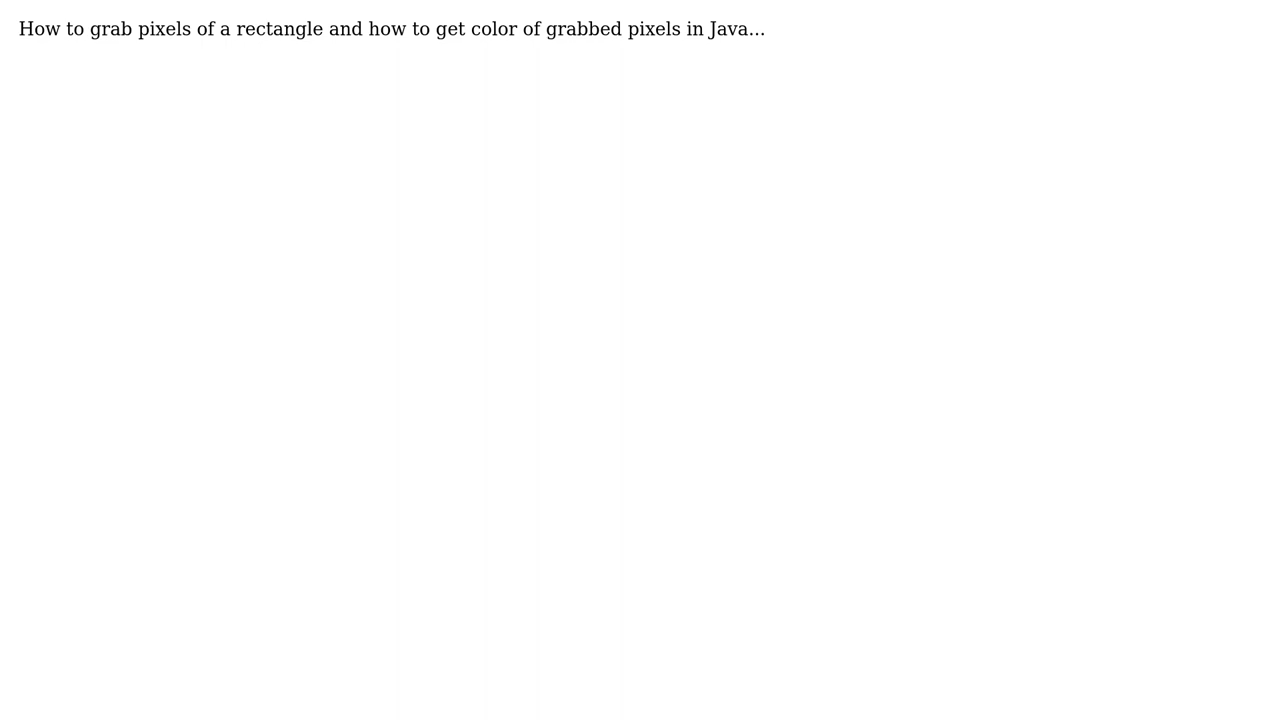 How to grab pixels of a rectangle and how to get color of grabbed pixels in Java...